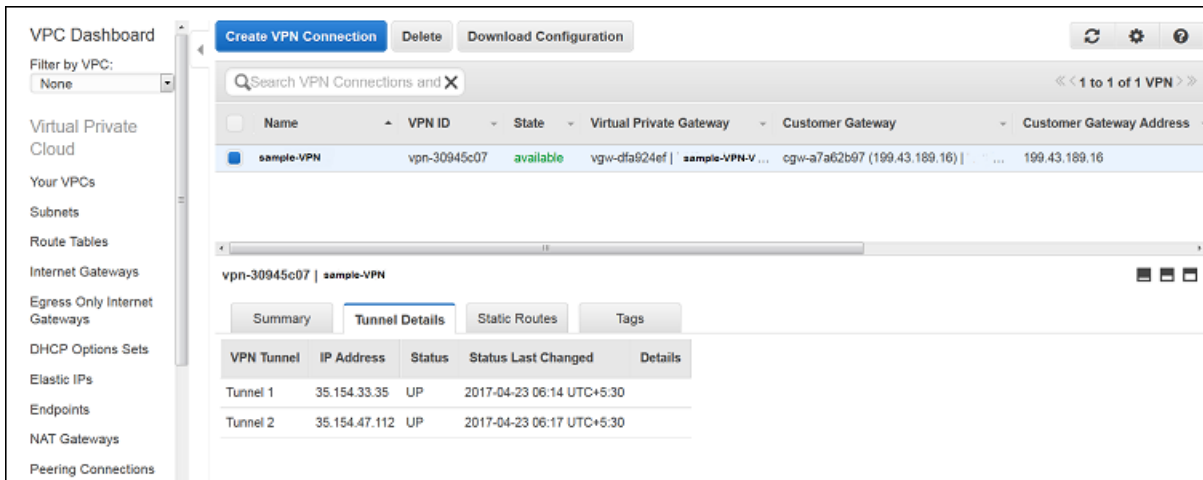 VPC Dashboard
Filter by VPC:
None
Virtual Private
Cloud
Your VPCs
Subnets
Route Tables
Internet Gateways
Egress Only Internet
Gateways
DHCP Options Sets
Elastic IPs
Endpoints
NAT Gateways
Peering Connections
Create VPN Connection Delete Download Configuration
Search VPN Connections and X
≪ < 1 to 1 of 1 VPN > ≫
Name VPN ID State Virtual Private Gateway Customer Gateway Customer Gateway Address
sample-VPN vpn-30945c07 available vgw-dfa924ef | sample-VPN-V ... cgw-a7a62b97 (199.43.189.16) | ... 199.43.189.16
vpn-30945c07 | sample-VPN
Summary Tunnel Details Static Routes Tags
VPN Tunnel IP Address Status Status Last Changed Details
Tunnel 1 35.154.33.35 UP 2017-04-23 06:14 UTC+5:30
Tunnel 2 35.154.47.112 UP 2017-04-23 06:17 UTC+5:30